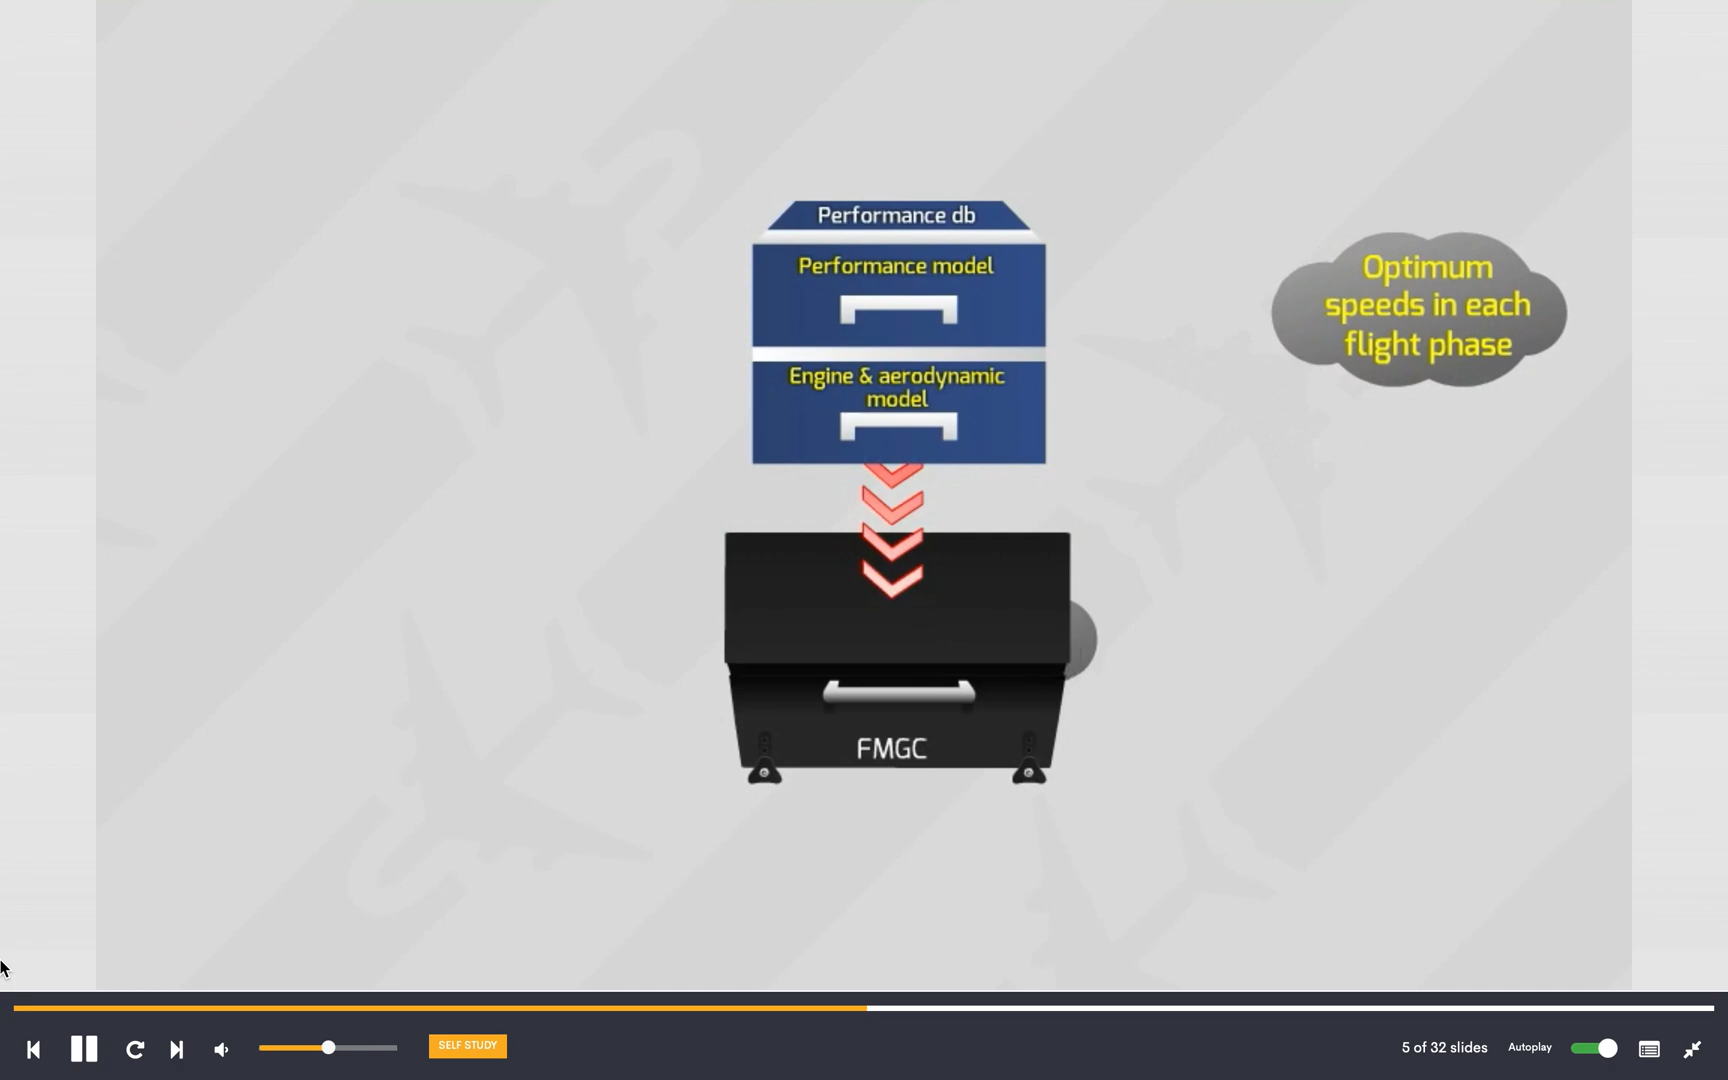 Performance db
Performance model
Engine & aerodynamic
model
Optimum
speeds in each
flight phase
FMGC
SELF STUDY
5 of 32 slides
Autoplay